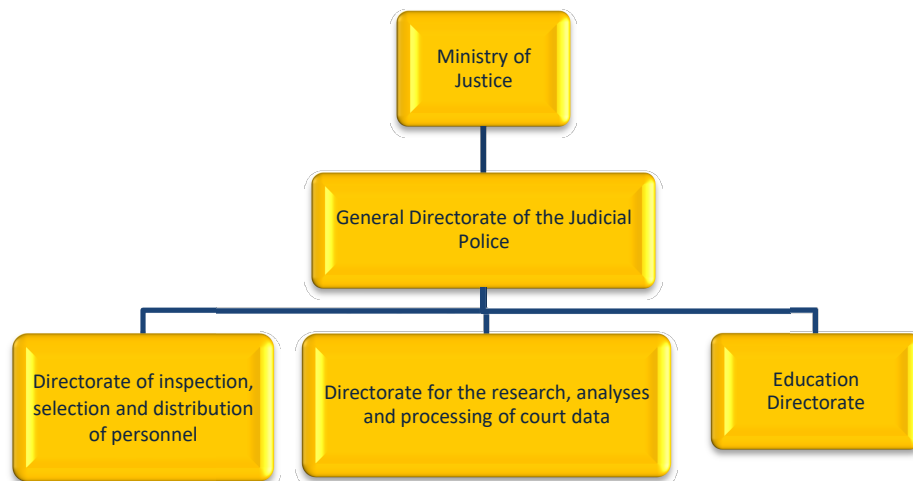 Ministry of
Justice
General Directorate of the Judicial
Police
Directorate of inspection,
selection and distribution
of personnel
Directorate for the research, analyses
and processing of court data
Education
Directorate